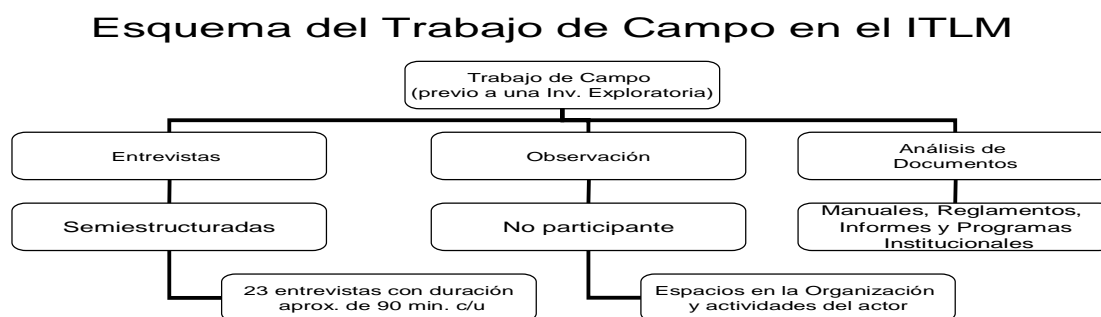 Esquema del Trabajo de Campo en el ITLM
Trabajo de Campo
(previo a una Inv. Exploratoria)
Entrevistas
Observación
Análisis de
Documentos
Semiestructuradas
No participante
Manuales, Reglamentos,
Informes y Programas
Institucionales
23 entrevistas con duración
aprox. de 90 min. c/u
Espacios en la Organización
y actividades del actor